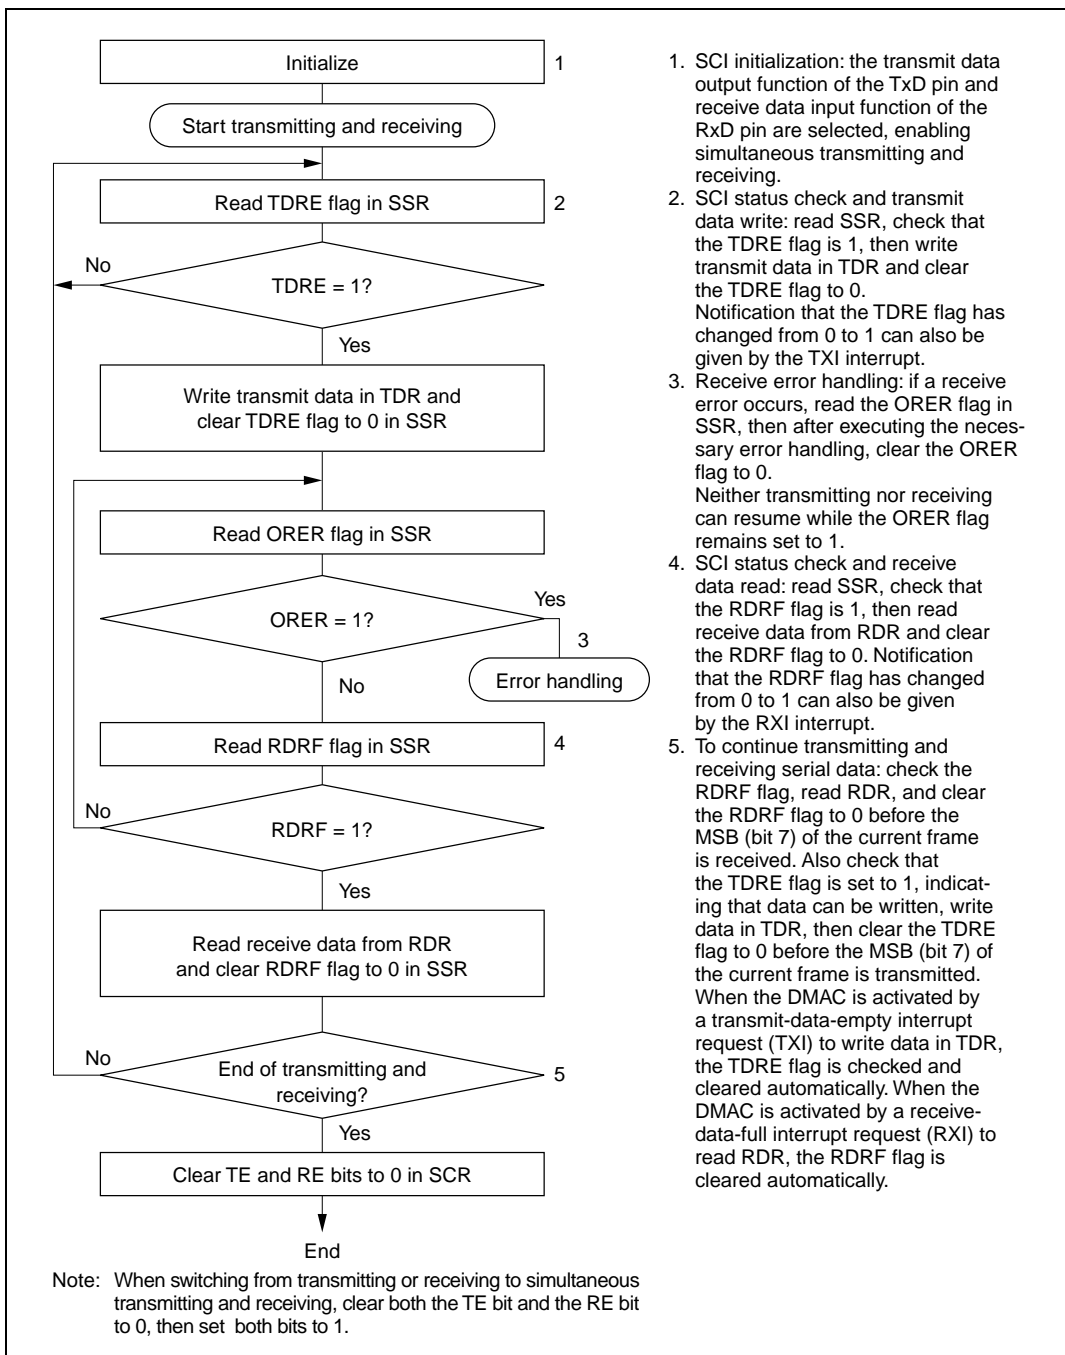 Initialize
1
Start transmitting and receiving
Read TDRE flag in SSR
2
No
TDRE = 1?
Yes
Write transmit data in TDR and
clear TDRE flag to 0 in SSR
Read ORER flag in SSR
Yes
ORER = 1?
3
No
Error handling
Read RDRF flag in SSR
4
No
RDRF = 1?
Yes
Read receive data from RDR
and clear RDRF flag to 0 in SSR
No
End of transmitting and
receiving?
5
Yes
Clear TE and RE bits to 0 in SCR
End
1. SCI initialization: the transmit data
output function of the TxD pin and
receive data input function of the
RxD pin are selected, enabling
simultaneous transmitting and
receiving.
2. SCI status check and transmit
data write: read SSR, check that
the TDRE flag is 1, then write
transmit data in TDR and clear
the TDRE flag to 0.
Notification that the TDRE flag has
changed from 0 to 1 can also be
given by the TXI interrupt.
3. Receive error handling: if a receive
error occurs, read the ORER flag in
SSR, then after executing the neces-
sary error handling, clear the ORER
flag to 0.
Neither transmitting nor receiving
can resume while the ORER flag
remains set to 1.
4. SCI status check and receive
data read: read SSR, check that
the RDRF flag is 1, then read
receive data from RDR and clear
the RDRF flag to 0. Notification
that the RDRF flag has changed
from 0 to 1 can also be given
by the RXI interrupt.
5. To continue transmitting and
receiving serial data: check the
RDRF flag, read RDR, and clear
the RDRF flag to 0 before the
MSB (bit 7) of the current frame
is received. Also check that
the TDRE flag is set to 1, indicat-
ing that data can be written, write
data in TDR, then clear the TDRE
flag to 0 before the MSB (bit 7) of
the current frame is transmitted.
When the DMAC is activated by
a transmit-data-empty interrupt
request (TXI) to write data in TDR,
the TDRE flag is checked and
cleared automatically. When the
DMAC is activated by a receive-
data-full interrupt request (RXI) to
read RDR, the RDRF flag is
cleared automatically.
Note: When switching from transmitting or receiving to simultaneous
transmitting and receiving, clear both the TE bit and the RE bit
to 0, then set both bits to 1.